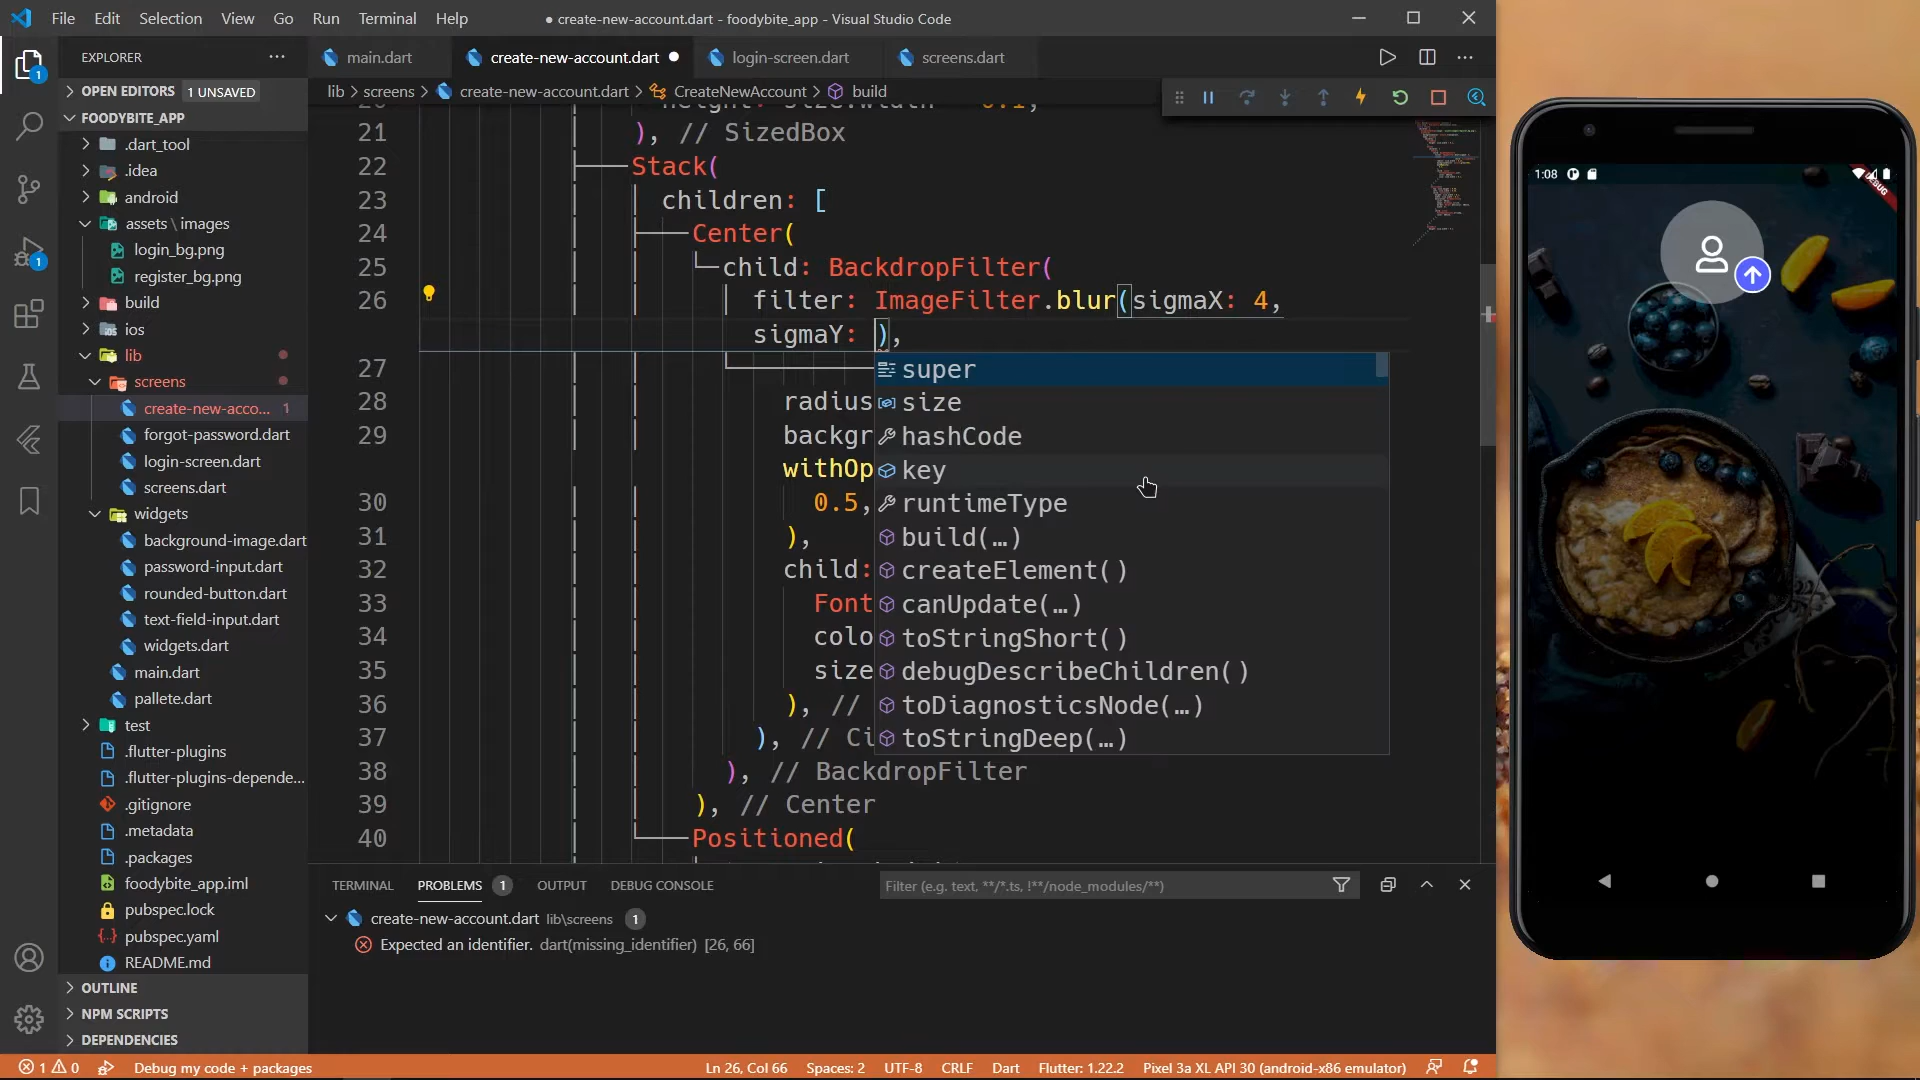 File Edit Selection View Go Run Terminal Help
● create-new-account.dart - foodybite_app - Visual Studio Code
EXPLORER
main.dart
create-new-account.dart
login-screen.dart
screens.dart
OPEN EDITORS 1 UNSAVED
lib > screens > create-new-account.dart > CreateNewAccount > build
FOODYBITE_APP
.dart_tool
.idea
android
assets \ images
login_bg.png
register_bg.png
build
ios
lib
screens
create-new-acco... 1
forgot-password.dart
login-screen.dart
screens.dart
widgets
background-image.dart
password-input.dart
rounded-button.dart
text-field-input.dart
widgets.dart
main.dart
pallete.dart
test
.flutter-plugins
.flutter-plugins-depende...
.gitignore
.metadata
.packages
foodybite_app.iml
pubspec.lock
pubspec.yaml
README.md
OUTLINE
NPM SCRIPTS
DEPENDENCIES
21 ), // SizedBox
22 Stack(
23 children: [
24 Center(
25 child: BackdropFilter(
26 filter: ImageFilter.blur(sigmaX: 4,
sigmaY: ),
27
28 radius
29 backgr
withOp
30 0.5,
31 ),
32 child:
33 Font
34 colo
35 size
36 ), //
37 ), // Ci
38 ), // BackdropFilter
39 ), // Center
40 Positioned(
super
size
hashCode
key
runtimeType
build(…)
createElement()
canUpdate(…)
toStringShort()
debugDescribeChildren()
toDiagnosticsNode(…)
toStringDeep(…)
TERMINAL PROBLEMS 1 OUTPUT DEBUG CONSOLE
Filter (e.g. text, **/*.ts, !**/node_modules/**)
create-new-account.dart lib\screens 1
Expected an identifier. dart(missing_identifier) [26, 66]
1 0 Debug my code + packages
Ln 26, Col 66 Spaces: 2 UTF-8 CRLF Dart Flutter: 1.22.2 Pixel 3a XL API 30 (android-x86 emulator)
1:08
DEBUG
1
1